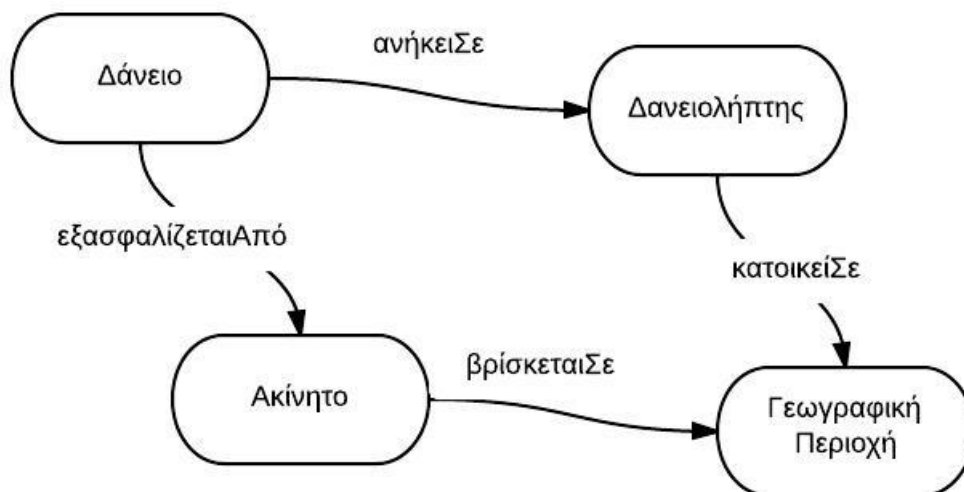 Δάνειο
ανήκειΣε
Δανειολήπτης
εξασφαλίζεταιΑπό
κατοικείΣε
Ακίνητο
βρίσκεταιΣε
Γεωγραφική
Περιοχή